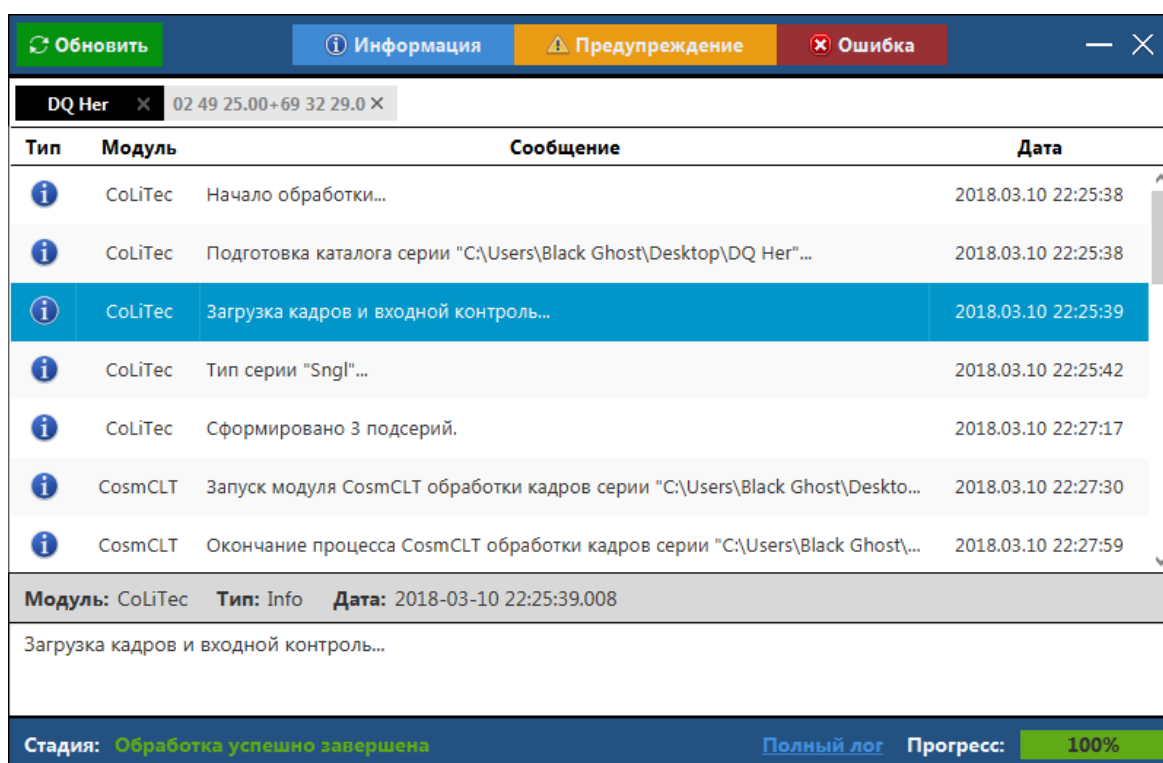 Обновить Информация Предупреждение Ошибка
DQ Her 02 49 25.00+69 32 29.0
Тип Модуль Сообщение Дата
CoLiTec Начало обработки... 2018.03.10 22:25:38
CoLiTec Подготовка каталога серии "C:\Users\Black Ghost\Desktop\DQ Her"... 2018.03.10 22:25:38
CoLiTec Загрузка кадров и входной контроль... 2018.03.10 22:25:39
CoLiTec Тип серии "Sngl"... 2018.03.10 22:25:42
CoLiTec Сформировано 3 подсерий. 2018.03.10 22:27:17
CosmCLT Запуск модуля CosmCLT обработки кадров серии "C:\Users\Black Ghost\Deskto... 2018.03.10 22:27:30
CosmCLT Окончание процесса CosmCLT обработки кадров серии "C:\Users\Black Ghost\... 2018.03.10 22:27:59
Модуль: CoLiTec Тип: Info Дата: 2018-03-10 22:25:39.008
Загрузка кадров и входной контроль...
Стадия: Обработка успешно завершена Полный лог Прогресс: 100%